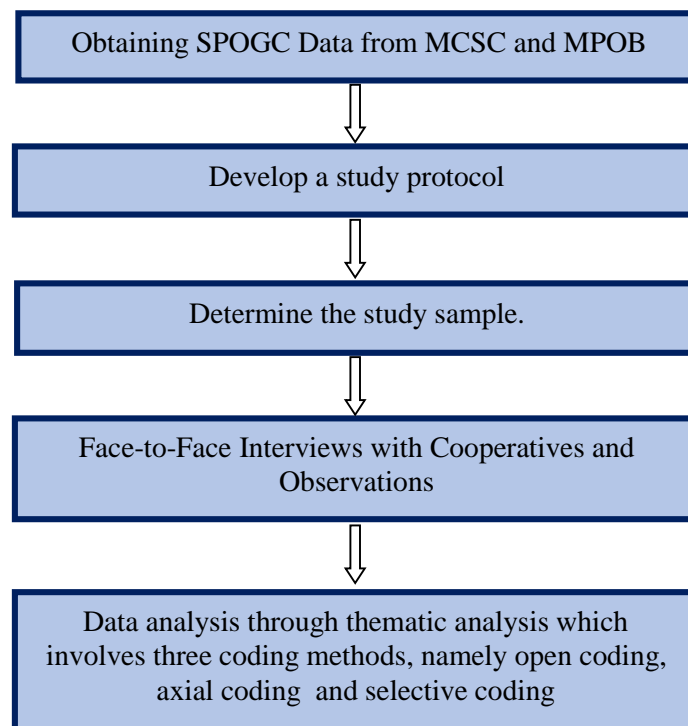 Obtaining SPOGC Data from MCSC and MPOB
Develop a study protocol
Determine the study sample.
Face-to-Face Interviews with Cooperatives and
Observations
Data analysis through thematic analysis which
involves three coding methods, namely open coding,
axial coding  and selective coding